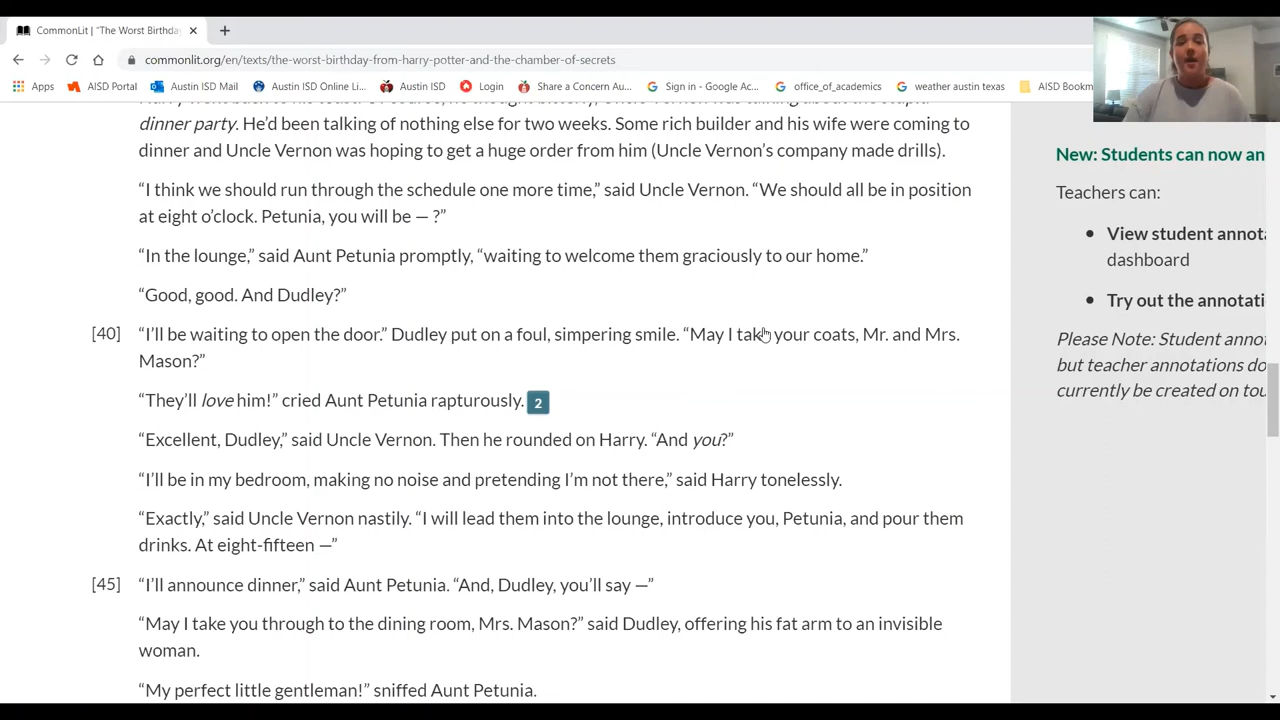 CommonLit | "The Worst Birthda
commonlit.org/en/texts/the-worst-birthday-from-harry-potter-and-the-chamber-of-secrets
Apps AISD Portal Austin ISD Mail Austin ISD Online Li... Austin ISD Login Share a Concern Au... Sign in - Google Ac... office_of_academics weather austin texas AISD Bookm
dinner party. He’d been talking of nothing else for two weeks. Some rich builder and his wife were coming to
dinner and Uncle Vernon was hoping to get a huge order from him (Uncle Vernon’s company made drills).
“I think we should run through the schedule one more time,” said Uncle Vernon. “We should all be in position
at eight o’clock. Petunia, you will be — ?”
“In the lounge,” said Aunt Petunia promptly, “waiting to welcome them graciously to our home.”
“Good, good. And Dudley?”
[40] “I’ll be waiting to open the door.” Dudley put on a foul, simpering smile. “May I take your coats, Mr. and Mrs.
Mason?”
“They’ll love him!” cried Aunt Petunia rapturously. 2
“Excellent, Dudley,” said Uncle Vernon. Then he rounded on Harry. “And you?”
“I’ll be in my bedroom, making no noise and pretending I’m not there,” said Harry tonelessly.
“Exactly,” said Uncle Vernon nastily. “I will lead them into the lounge, introduce you, Petunia, and pour them
drinks. At eight-fifteen —”
[45] “I’ll announce dinner,” said Aunt Petunia. “And, Dudley, you’ll say —”
“May I take you through to the dining room, Mrs. Mason?” said Dudley, offering his fat arm to an invisible
woman.
“My perfect little gentleman!” sniffed Aunt Petunia.
New: Students can now an
Teachers can:
• View student annota
dashboard
• Try out the annotati
Please Note: Student annot
but teacher annotations do
currently be created on tou